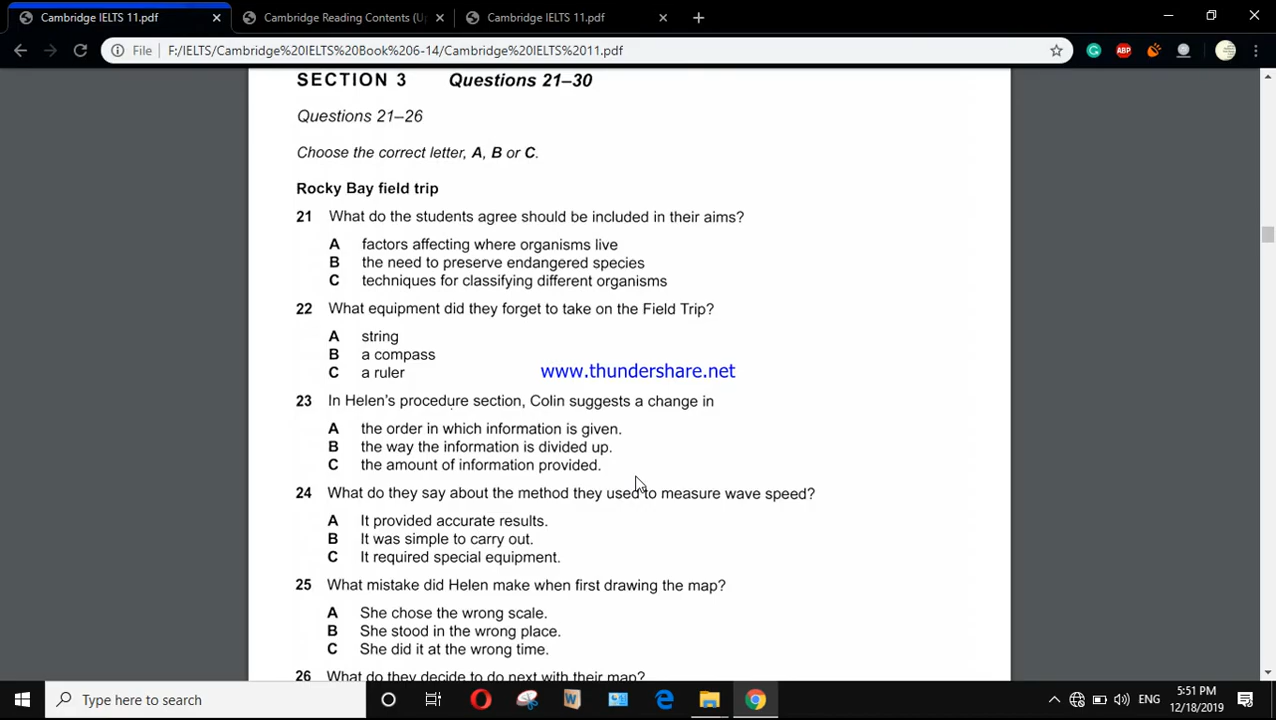 Cambridge IELTS 11.pdf
Cambridge Reading Contents (U
Cambridge IELTS 11.pdf
File
F:/IELTS/Cambridge%20IELTS%20Book%206-14/Cambridge%20IELTS%2011.pdf
ABP
SECTION 3 Questions 21–30
Questions 21–26
Choose the correct letter, A, B or C.
Rocky Bay field trip
21 What do the students agree should be included in their aims?
A factors affecting where organisms live
B the need to preserve endangered species
C techniques for classifying different organisms
22 What equipment did they forget to take on the Field Trip?
A string
B a compass
C a ruler
www.thundershare.net
23 In Helen's procedure section, Colin suggests a change in
A the order in which information is given.
B the way the information is divided up.
C the amount of information provided.
24 What do they say about the method they used to measure wave speed?
A It provided accurate results.
B It was simple to carry out.
C It required special equipment.
25 What mistake did Helen make when first drawing the map?
A She chose the wrong scale.
B She stood in the wrong place.
C She did it at the wrong time.
26 What do they decide to do next with their map?
Type here to search
ENG
5:51 PM
12/18/2019